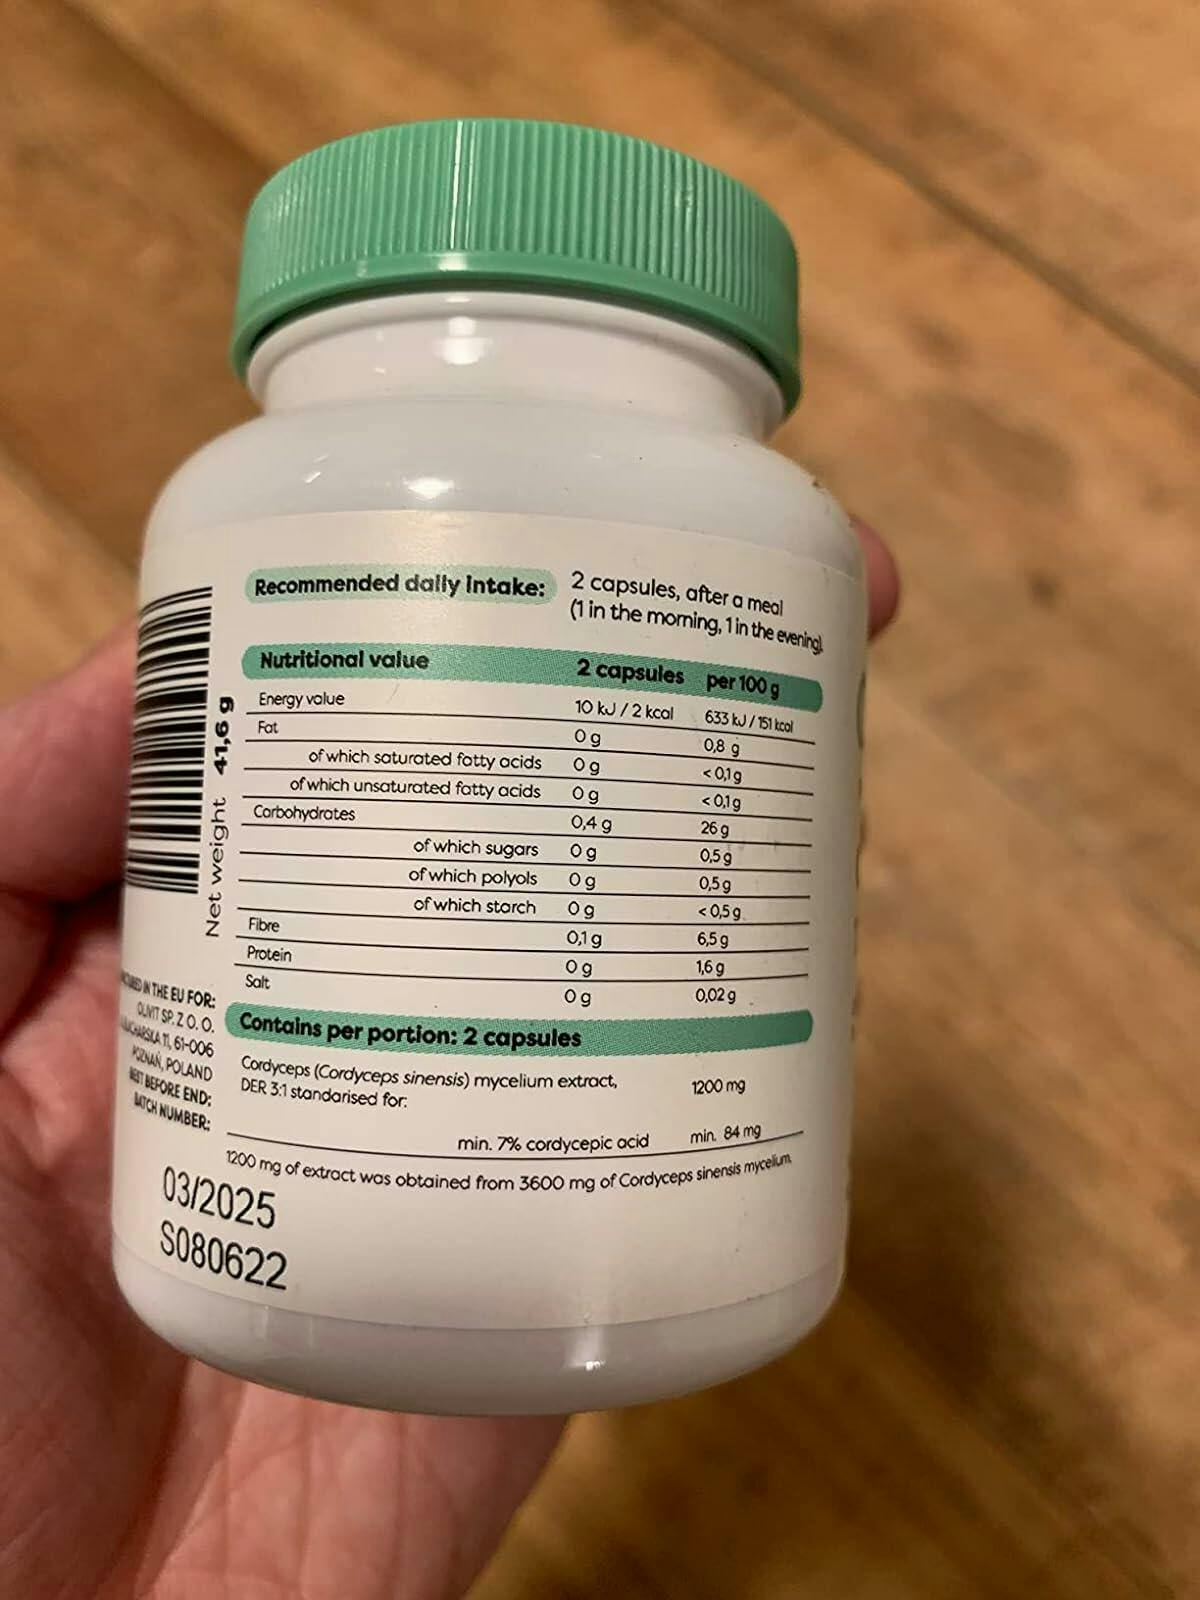 Recommended daily intake: 2 capsules, after a meal
(1 in the morning, 1 in the evening).
Nutritional value 2 capsules per 100 g
Energy value 10 kJ / 2 kcal 633 kJ / 151 kcal
Fat 0 g 0,8 g
of which saturated fatty acids 0 g < 0,1 g
of which unsaturated fatty acids 0 g < 0,1 g
Carbohydrates 0,4 g 26 g
of which sugars 0 g 0,5 g
of which polyols 0 g 0,5 g
of which starch 0 g < 0,5 g
Fibre 0,1 g 6,5 g
Protein 0 g 1,6 g
Salt 0 g 0,02 g
Contains per portion: 2 capsules
Cordyceps (Cordyceps sinensis) mycelium extract, 1200 mg
DER 3:1 standarised for:
min. 7% cordycepic acid min. 84 mg
1200 mg of extract was obtained from 3600 mg of Cordyceps sinensis mycelium.
Net weight 41,6 g
IN THE EU FOR:
OLIVIT SP. Z O. O.
11, 61-006
POZNAŃ, POLAND
BEST BEFORE END:
BATCH NUMBER:
03/2025
S080622